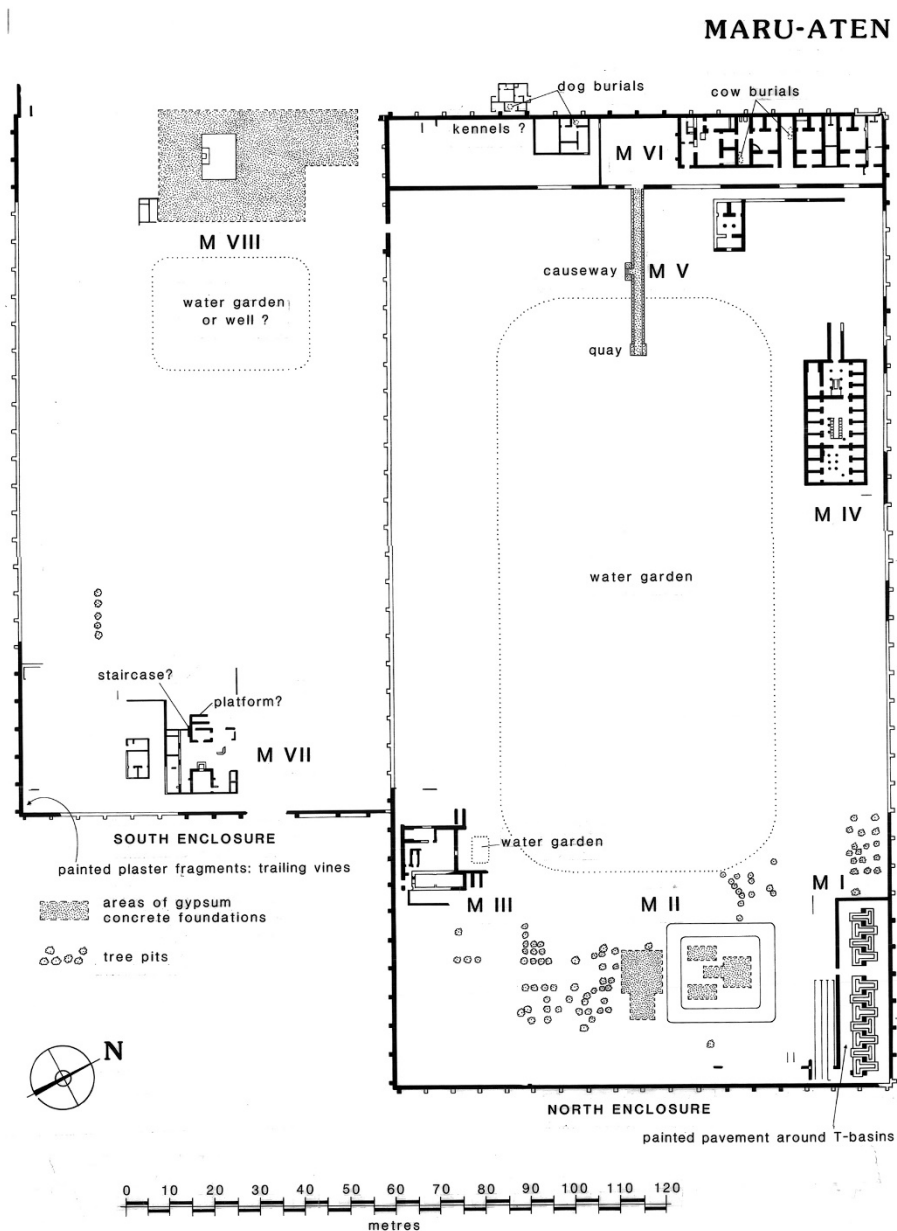 MARU-ATEN
dog burials
cow burials
kennels ?
M VI
M VIII
causeway
M V
water garden
or well ?
quay
M IV
water garden
staircase?
platform?
M VII
SOUTH ENCLOSURE
water garden
painted plaster fragments: trailing vines
M I
areas of gypsum
concrete foundations
M III
M II
tree pits
N
NORTH ENCLOSURE
painted pavement around T-basins
0 10 20 30 40 50 60 70 80 90 100 110 120
metres